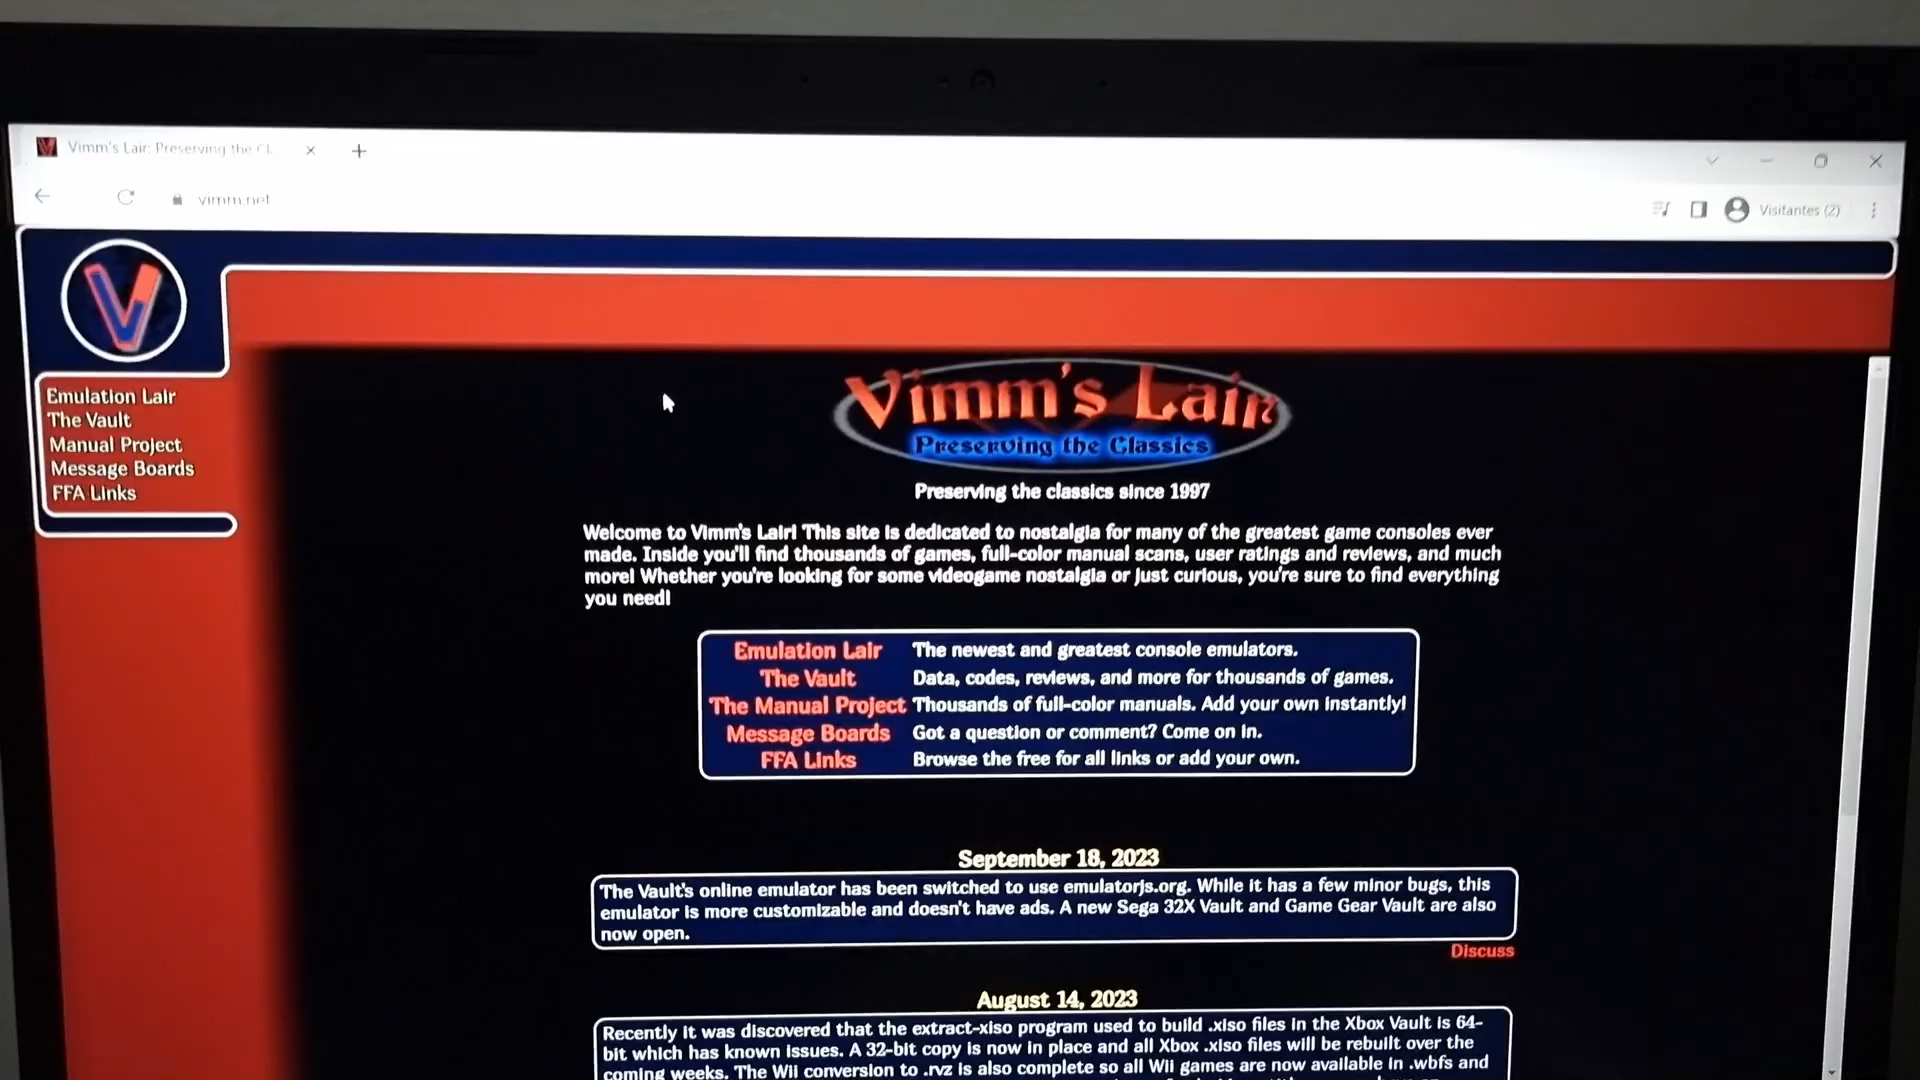 Vimm's Lair: Preserving the Cl
vimm.net
Visitantes (2)
V
Emulation Lair
The Vault
Manual Project
Message Boards
FFA Links
Vimm's Lair
Preserving the Classics
Preserving the classics since 1997
Welcome to Vimm's Lair! This site is dedicated to nostalgia for many of the greatest game consoles ever
made. Inside you'll find thousands of games, full-color manual scans, user ratings and reviews, and much
more! Whether you're looking for some videogame nostalgia or just curious, you're sure to find everything
you need!
Emulation Lair The newest and greatest console emulators.
The Vault Data, codes, reviews, and more for thousands of games.
The Manual Project Thousands of full-color manuals. Add your own instantly!
Message Boards Got a question or comment? Come on in.
FFA Links Browse the free for all links or add your own.
September 18, 2023
The Vault's online emulator has been switched to use emulatorjs.org. While it has a few minor bugs, this
emulator is more customizable and doesn't have ads. A new Sega 32X Vault and Game Gear Vault are also
now open.
Discuss
August 14, 2023
Recently it was discovered that the extract-xiso program used to build .xiso files in the Xbox Vault is 64-
bit which has known issues. A 32-bit copy is now in place and all Xbox .xiso files will be rebuilt over the
coming weeks. The Wii conversion to .rvz is also complete so all Wii games are now available in .wbfs and